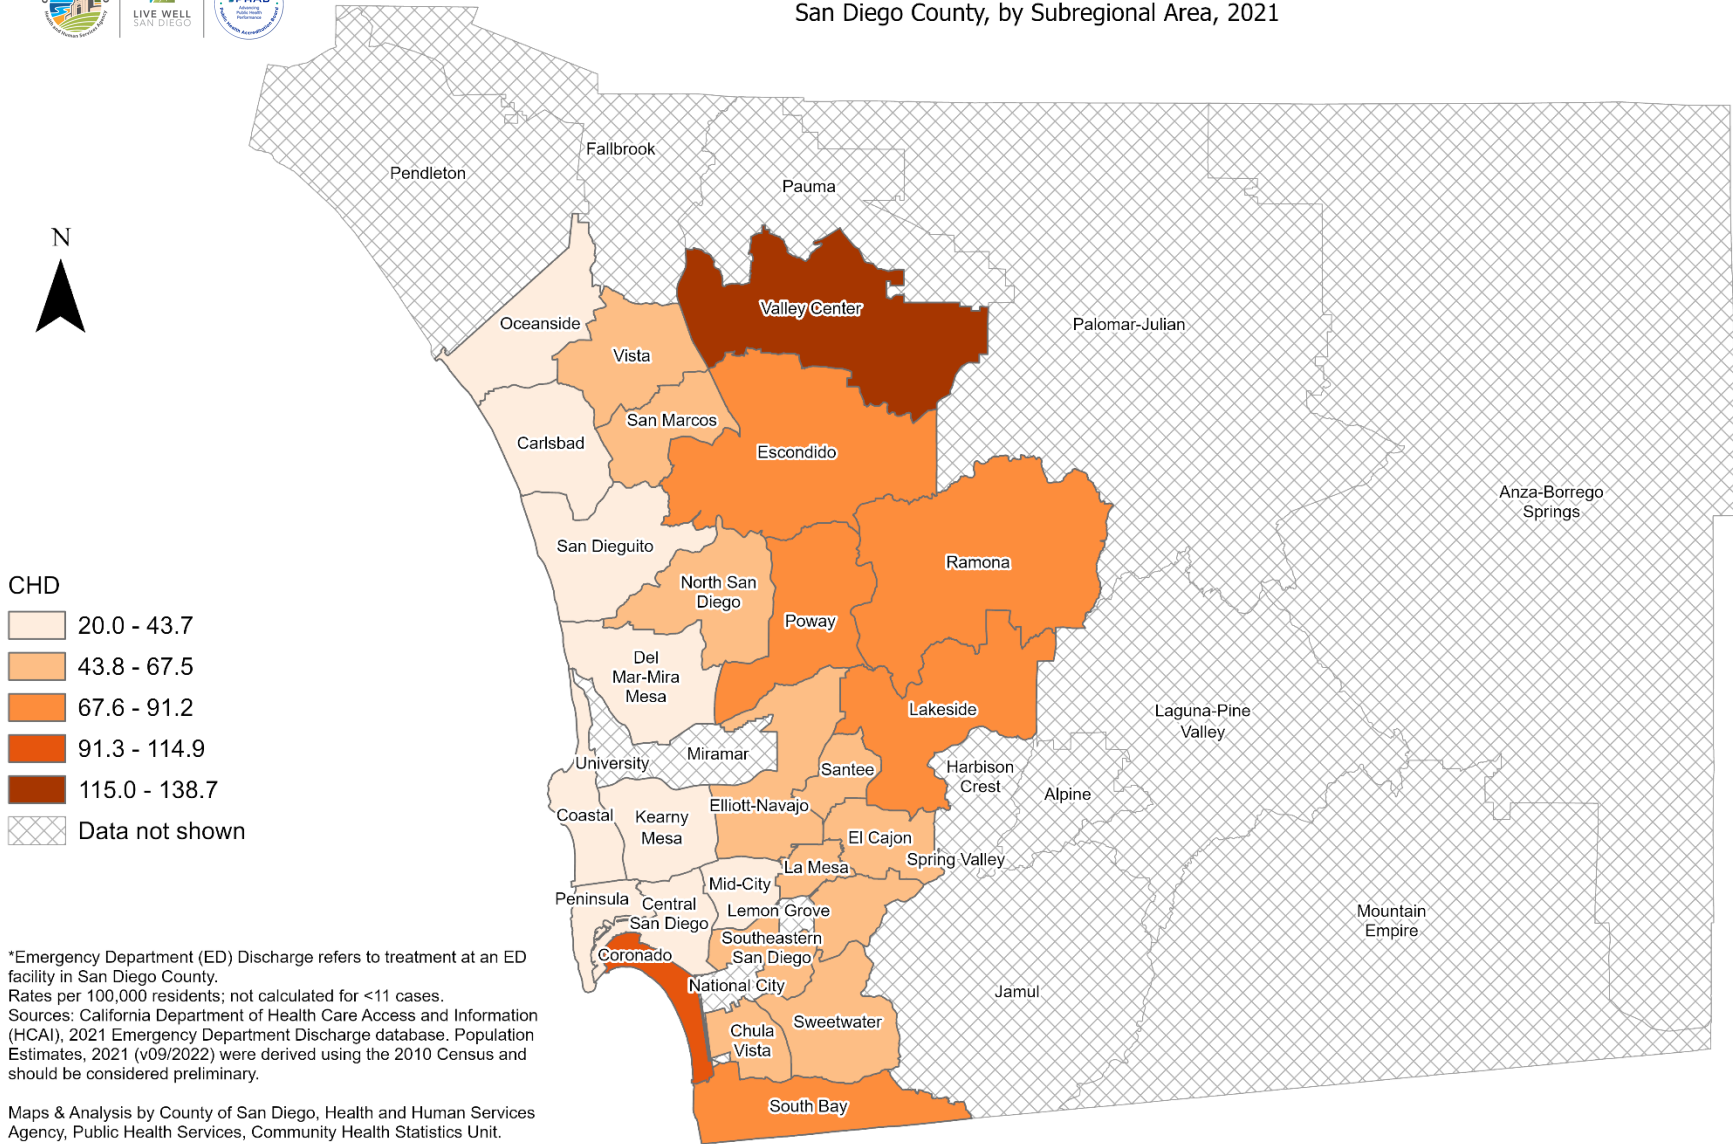 LIVE WELL
SAN DIEGO
PHAB
Advancing
Public Health
Performance
San Diego County, by Subregional Area, 2021
Fallbrook
Pendleton
Pauma
N
Valley Center
Oceanside
Palomar-Julian
Vista
San Marcos
Carlsbad
Escondido
Anza-Borrego
Springs
San Dieguito
Ramona
North San
Diego
Poway
Del
Mar-Mira
Mesa
Lakeside
Laguna-Pine
Valley
Miramar
University
Santee
Harbison
Crest
Alpine
Elliott-Navajo
Coastal
Kearny
Mesa
El Cajon
Spring Valley
La Mesa
Mid-City
Peninsula
Central
San Diego
Lemon Grove
Mountain
Empire
Southeastern
San Diego
Coronado
National City
Jamul
Sweetwater
Chula
Vista
South Bay
CHD
20.0 - 43.7
43.8 - 67.5
67.6 - 91.2
91.3 - 114.9
115.0 - 138.7
Data not shown
*Emergency Department (ED) Discharge refers to treatment at an ED
facility in San Diego County.
Rates per 100,000 residents; not calculated for <11 cases.
Sources: California Department of Health Care Access and Information
(HCAI), 2021 Emergency Department Discharge database. Population
Estimates, 2021 (v09/2022) were derived using the 2010 Census and
should be considered preliminary.
Maps & Analysis by County of San Diego, Health and Human Services
Agency, Public Health Services, Community Health Statistics Unit.